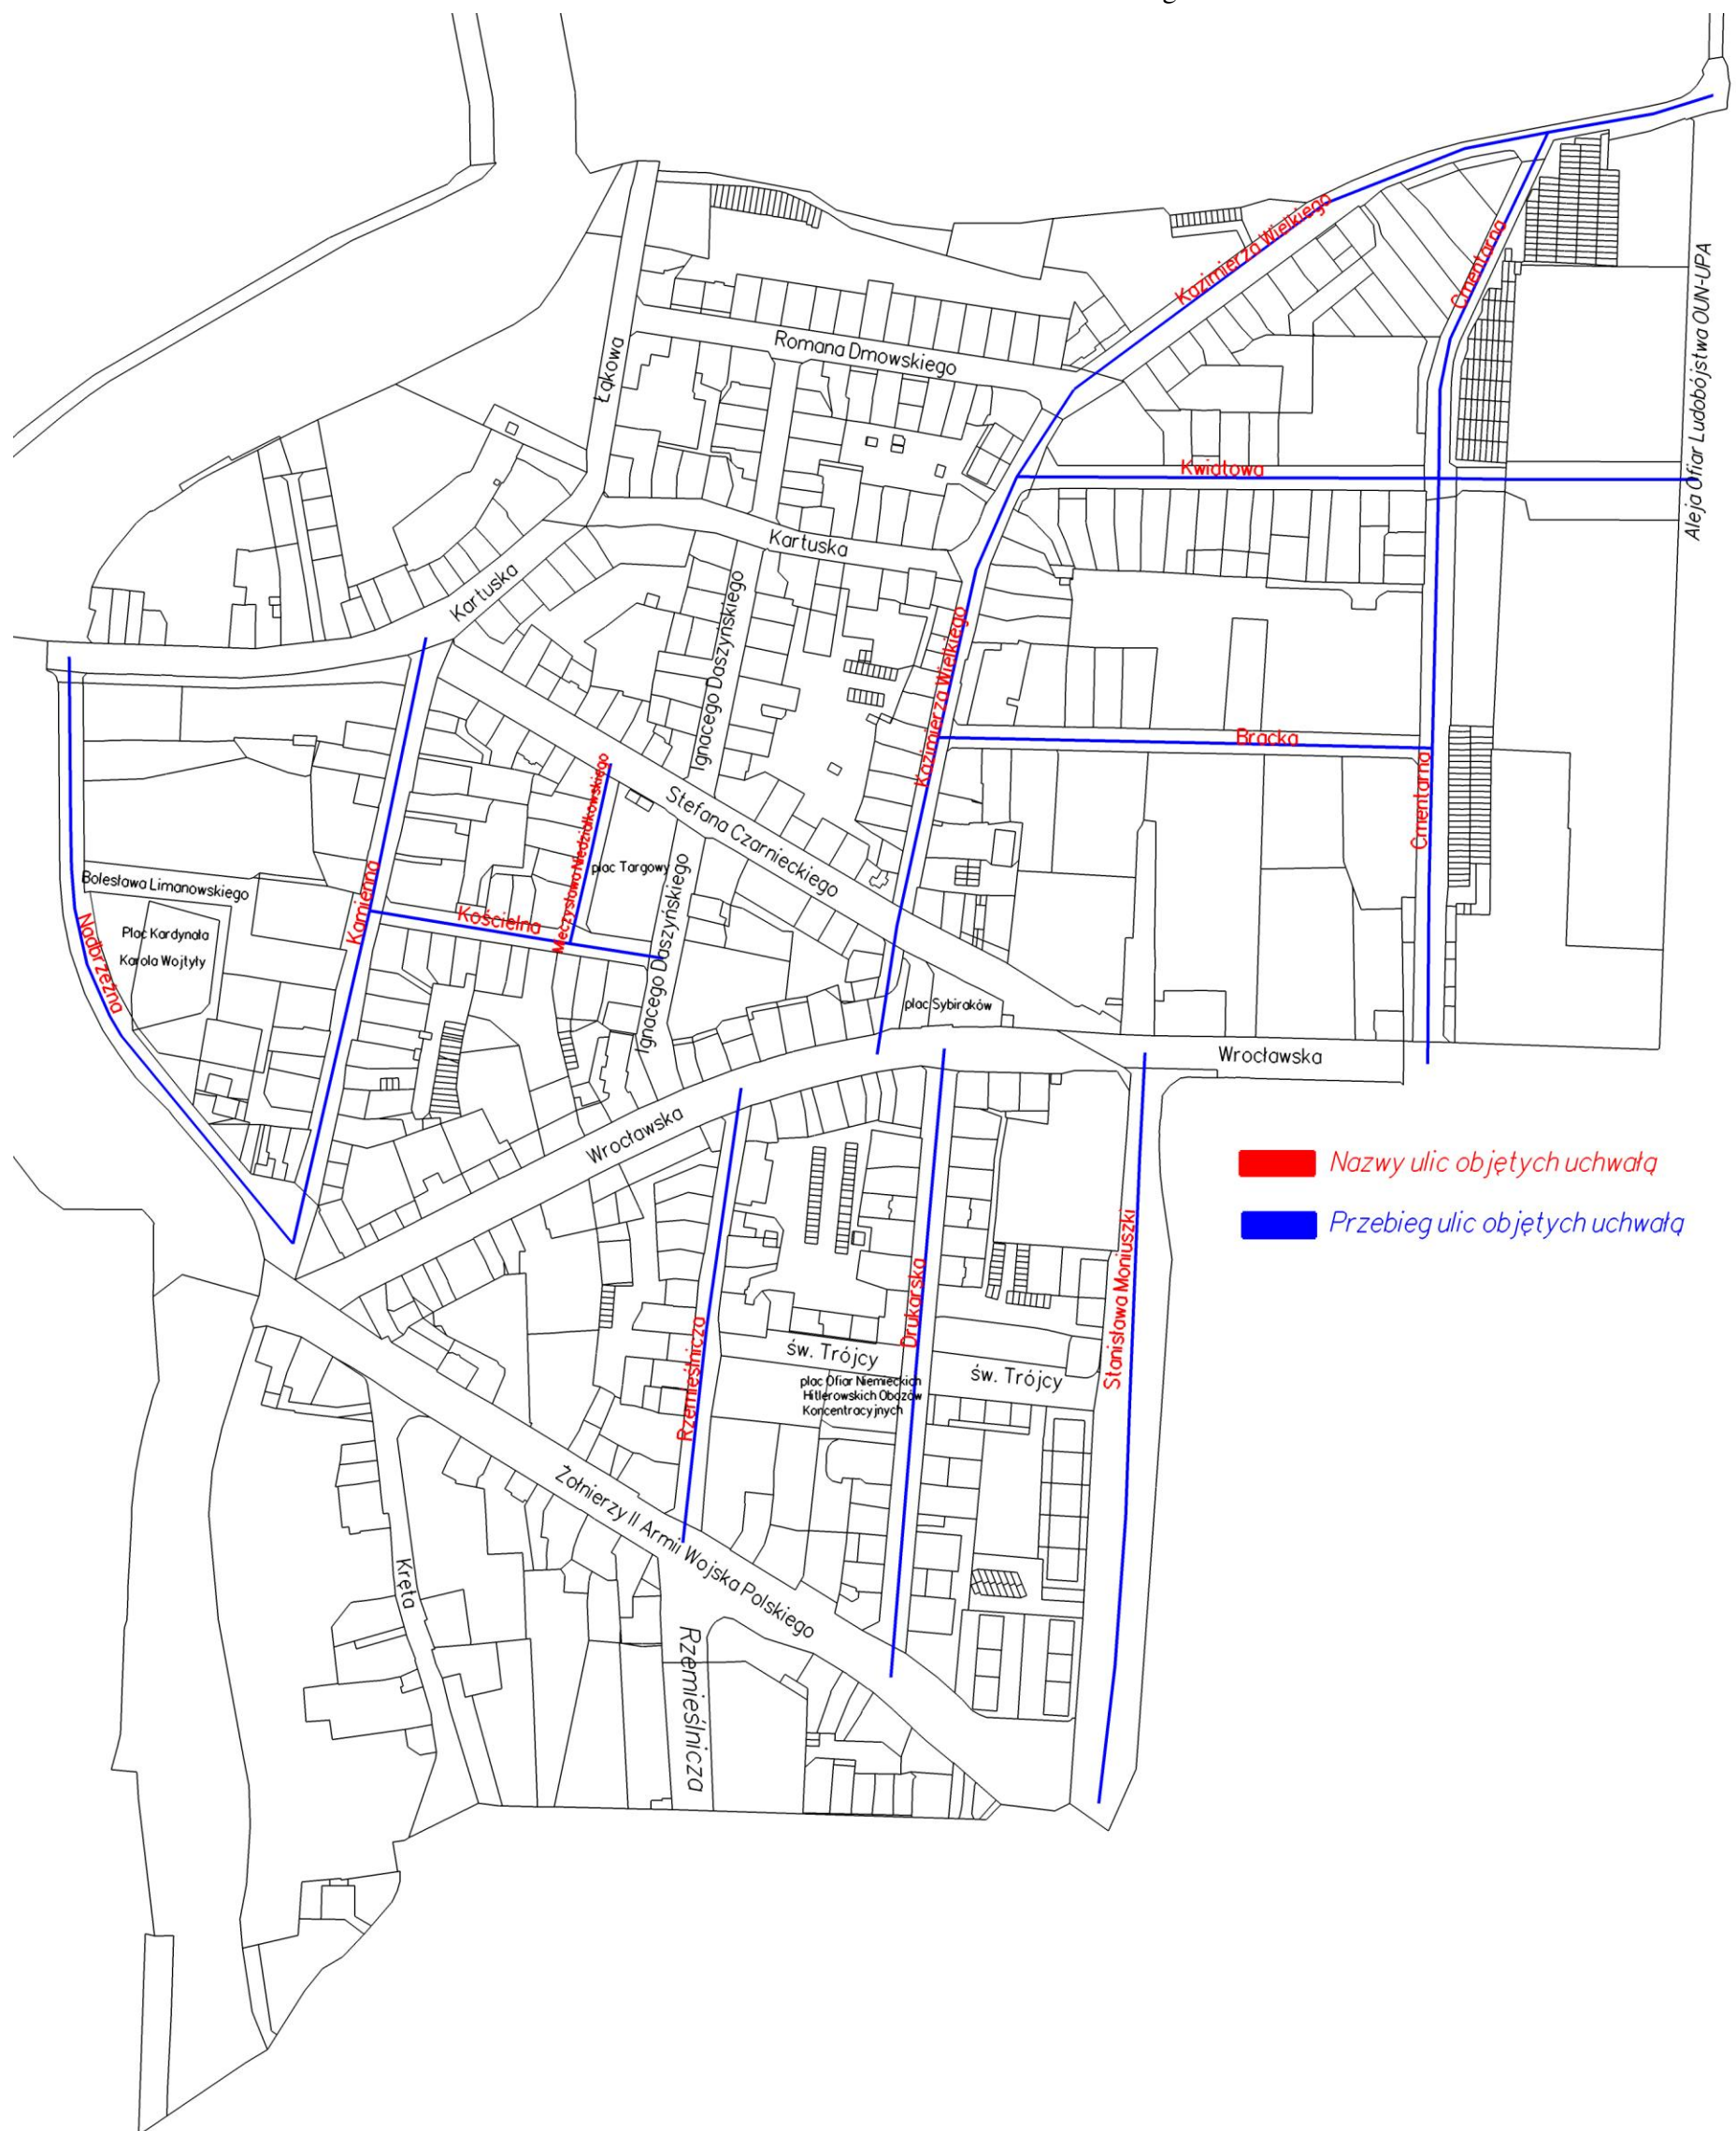 g
Kazimierza Wielkiego
Cmentarna
Aleja Ofiar Ludobójstwa OUN-UPA
Łąkowa
Romana Dmowskiego
Kwiatowa
Kartuska
Kartuska
Ignacego Daszyńskiego
Kazimierza Wielkiego
Bracka
Cmentarna
Stefana Czarnieckiego
Mieczysława Niedziałkowskiego
plac Targowy
Bolesława Limanowskiego
Kamienna
Kościelna
Ignacego Daszyńskiego
Nadbrzeżna
Plac Kardynała
Karola Wojtyły
plac Sybiraków
Wrocławska
Wrocławska
Nazwy ulic objętych uchwałą
Przebieg ulic objętych uchwałą
Stanisława Moniuszki
Drukarska
Rzemieślnicza
św. Trójcy
św. Trójcy
plac Ofiar Niemieckich
Hitlerowskich Obozów
Koncentracyjnych
Żołnierzy II Armii Wojska Polskiego
Kręta
Rzemieślnicza